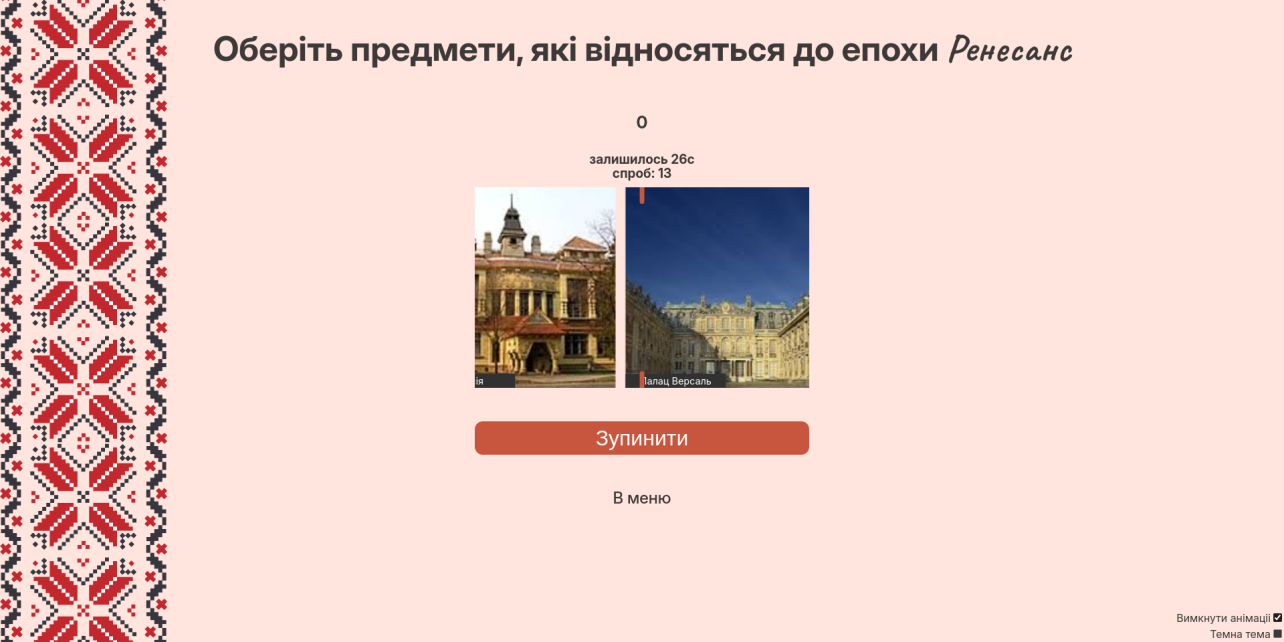 Оберіть предмети, які відносяться до епохи Ренесанс
0
залишилось 26с
спроб: 13
ія
Палац Версаль
Зупинити
В меню
Вимкнути анімації
Темна тема